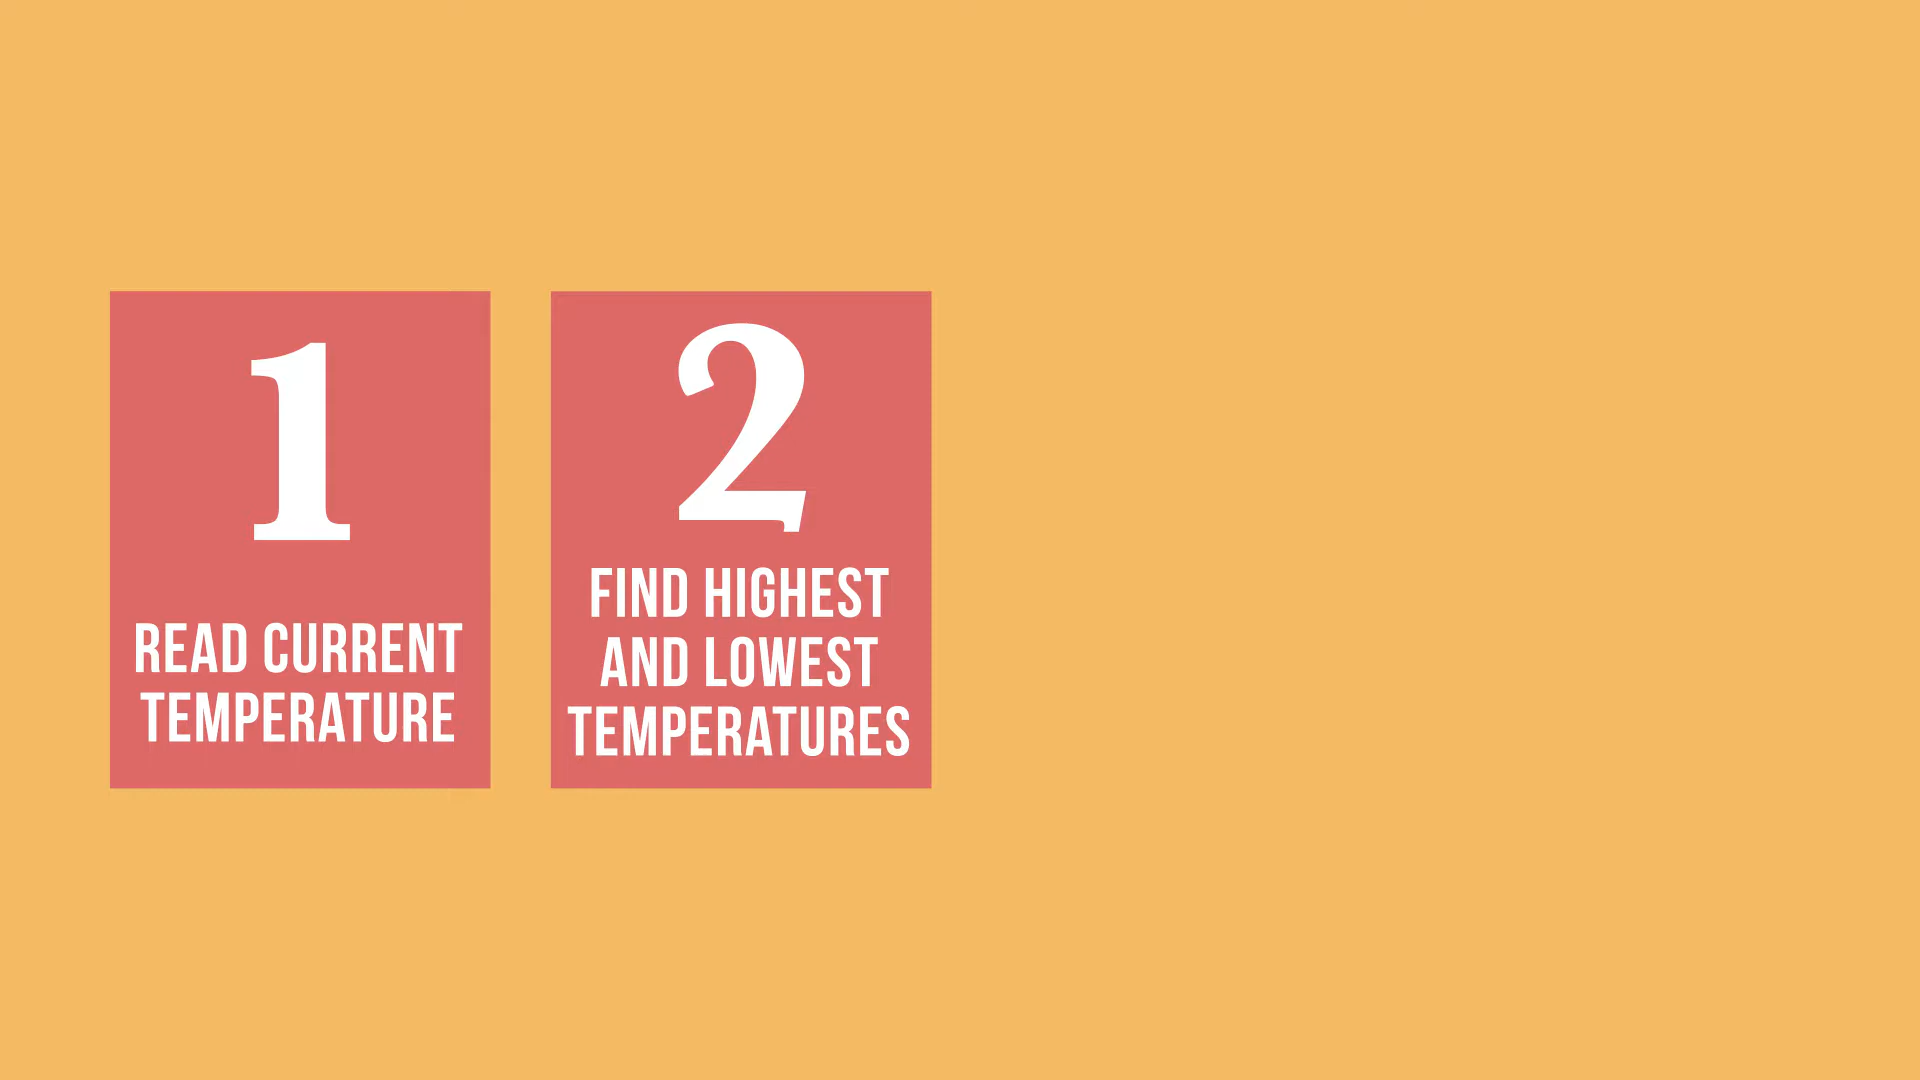 1
READ CURRENT
TEMPERATURE
2
FIND HIGHEST
AND LOWEST
TEMPERATURES